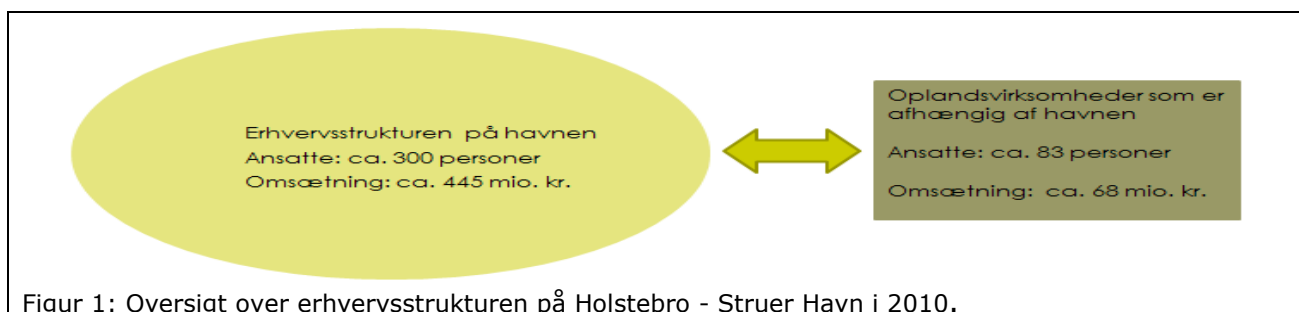 Erhvervsstrukturen på havnen
Ansatte: ca. 300 personer
Omsætning: ca. 445 mio. kr.
Oplandsvirksomheder som er
afhængig af havnen
Ansatte: ca. 83 personer
Omsætning: ca. 68 mio. kr.
Figur 1: Oversigt over erhvervsstrukturen på Holstebro - Struer Havn i 2010.